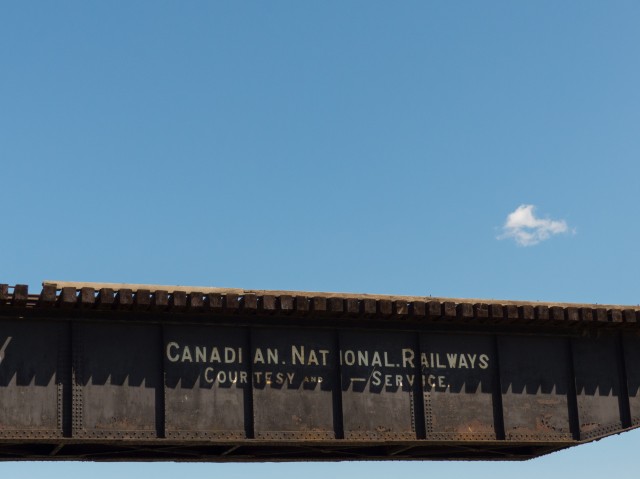 CANADIAN.NATIONAL.RAILWAYS
COURTESY AND — SERVICE.